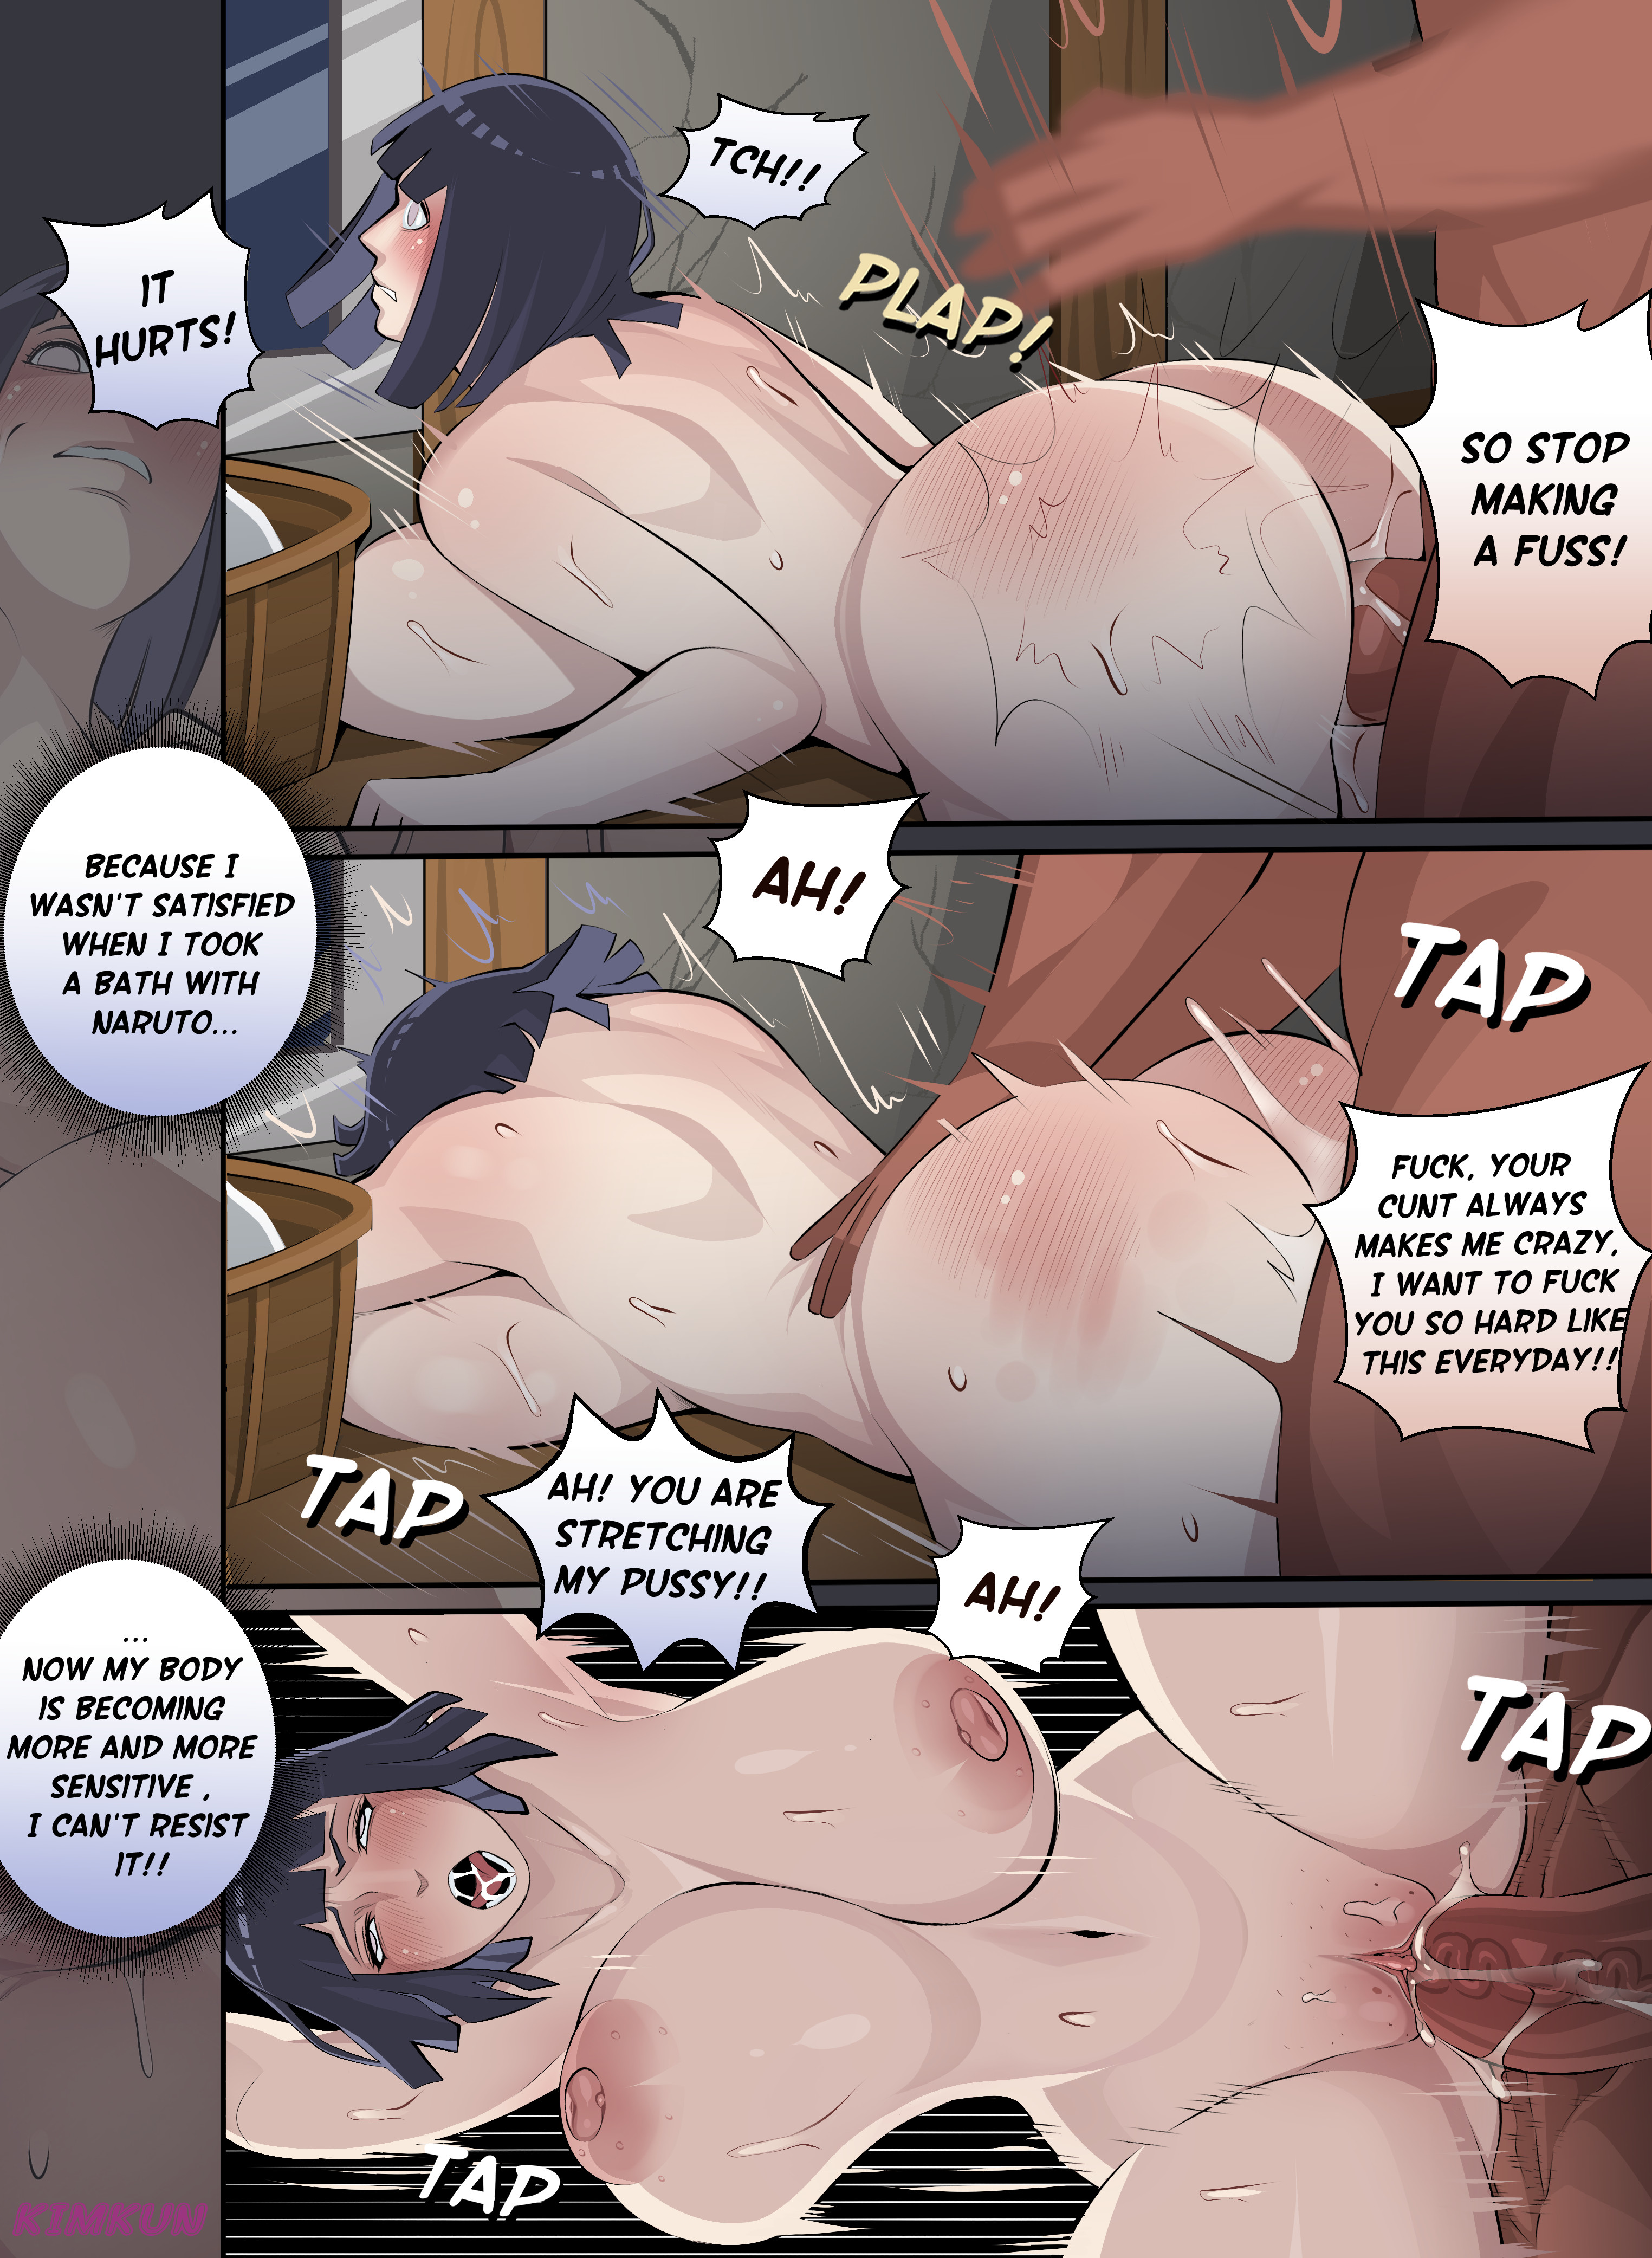 TCH!!
IT
HURTS!
PLAP!
SO STOP
MAKING
A FUSS!
BECAUSE I
WASN'T SATISFIED
WHEN I TOOK
A BATH WITH
NARUTO...
AH!
TAP
FUCK, YOUR
CUNT ALWAYS
MAKES ME CRAZY,
I WANT TO FUCK
YOU SO HARD LIKE
THIS EVERYDAY!!
TAP
AH! YOU ARE
STRETCHING
MY PUSSY!!
AH!
...
NOW MY BODY
IS BECOMING
MORE AND MORE
SENSITIVE ,
I CAN'T RESIST
IT!!
TAP
TAP
KIMKUN